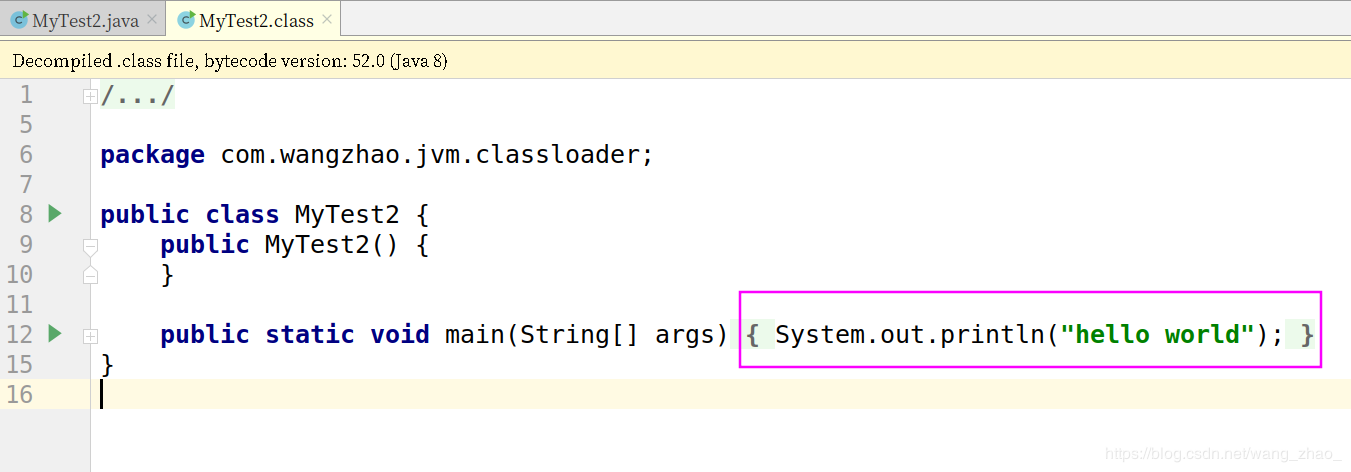 MyTest2.java MyTest2.class
Decompiled .class file, bytecode version: 52.0 (Java 8)
1 /.../
5
6 package com.wangzhao.jvm.classloader;
7
8 public class MyTest2 {
9 public MyTest2() {
10 }
11
12 public static void main(String[] args) { System.out.println("hello world"); }
15 }
16
https://blog.csdn.net/wang_zhao_